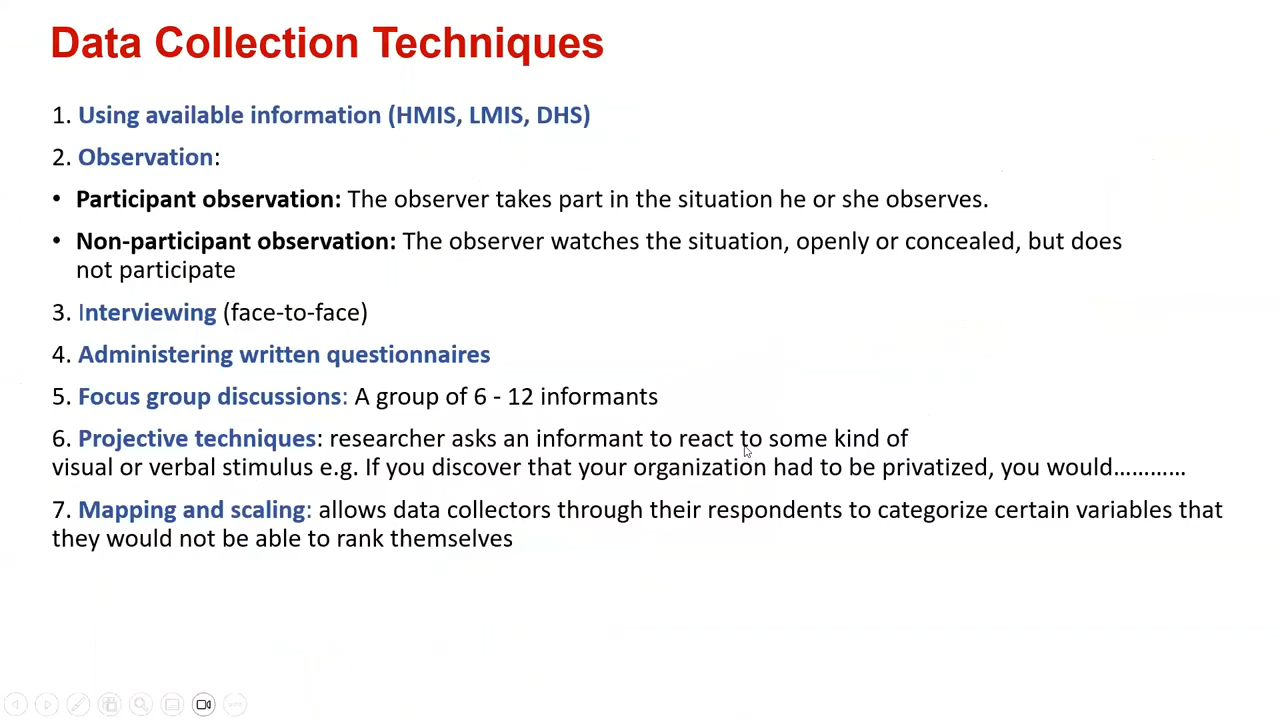 Data Collection Techniques
1. Using available information (HMIS, LMIS, DHS)
2. Observation:
• Participant observation: The observer takes part in the situation he or she observes.
• Non-participant observation: The observer watches the situation, openly or concealed, but does
not participate
3. Interviewing (face-to-face)
4. Administering written questionnaires
5. Focus group discussions: A group of 6 - 12 informants
6. Projective techniques: researcher asks an informant to react to some kind of
visual or verbal stimulus e.g. If you discover that your organization had to be privatized, you would…………
7. Mapping and scaling: allows data collectors through their respondents to categorize certain variables that
they would not be able to rank themselves